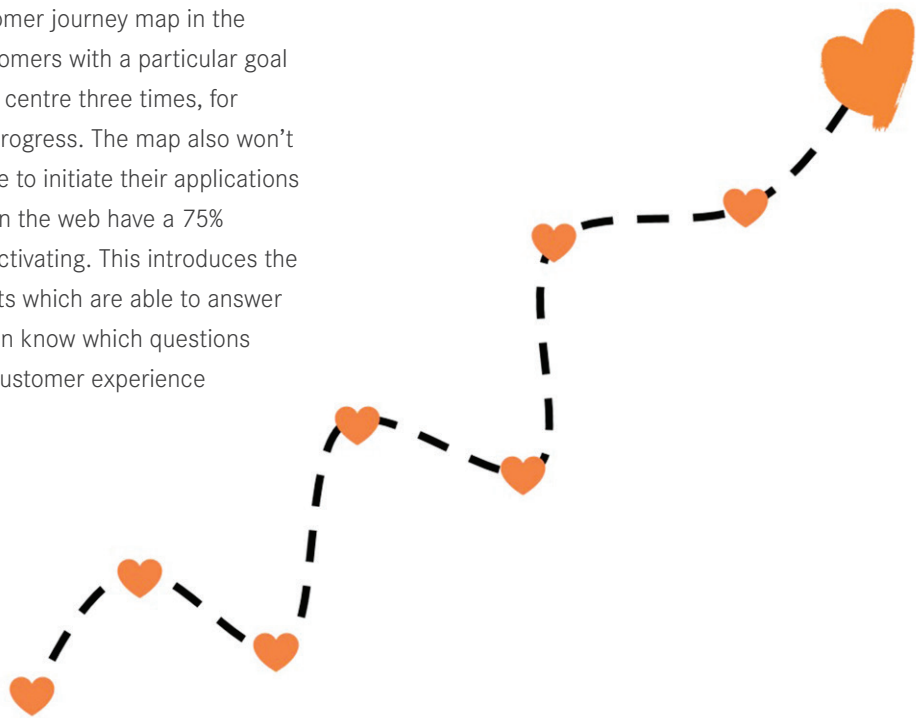 omer journey map in the
omers with a particular goal
centre three times, for
rogress. The map also won’t
e to initiate their applications
n the web have a 75%
ctivating. This introduces the
ts which are able to answer
n know which questions
ustomer experience